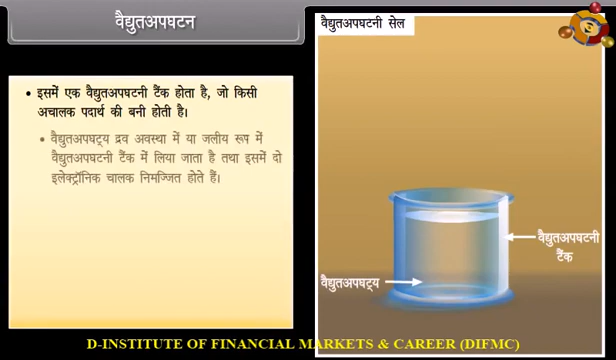 वैद्युतअपघटन
इसमें एक वैद्युतअपघटनी टैंक होता है, जो किसी
अचालक पदार्थ की बनी होती है।
वैद्युतअपघट्य द्रव अवस्था में या जलीय रूप में
वैद्युतअपघटनी टैंक में लिया जाता है तथा इसमें दो
इलेक्ट्रॉनिक चालक निमज्जित होते हैं।
वैद्युतअपघटनी सेल
वैद्युतअपघटनी
टैंक
वैद्युतअपघट्य
D-INSTITUTE OF FINANCIAL MARKETS & CAREER (DIFMC)